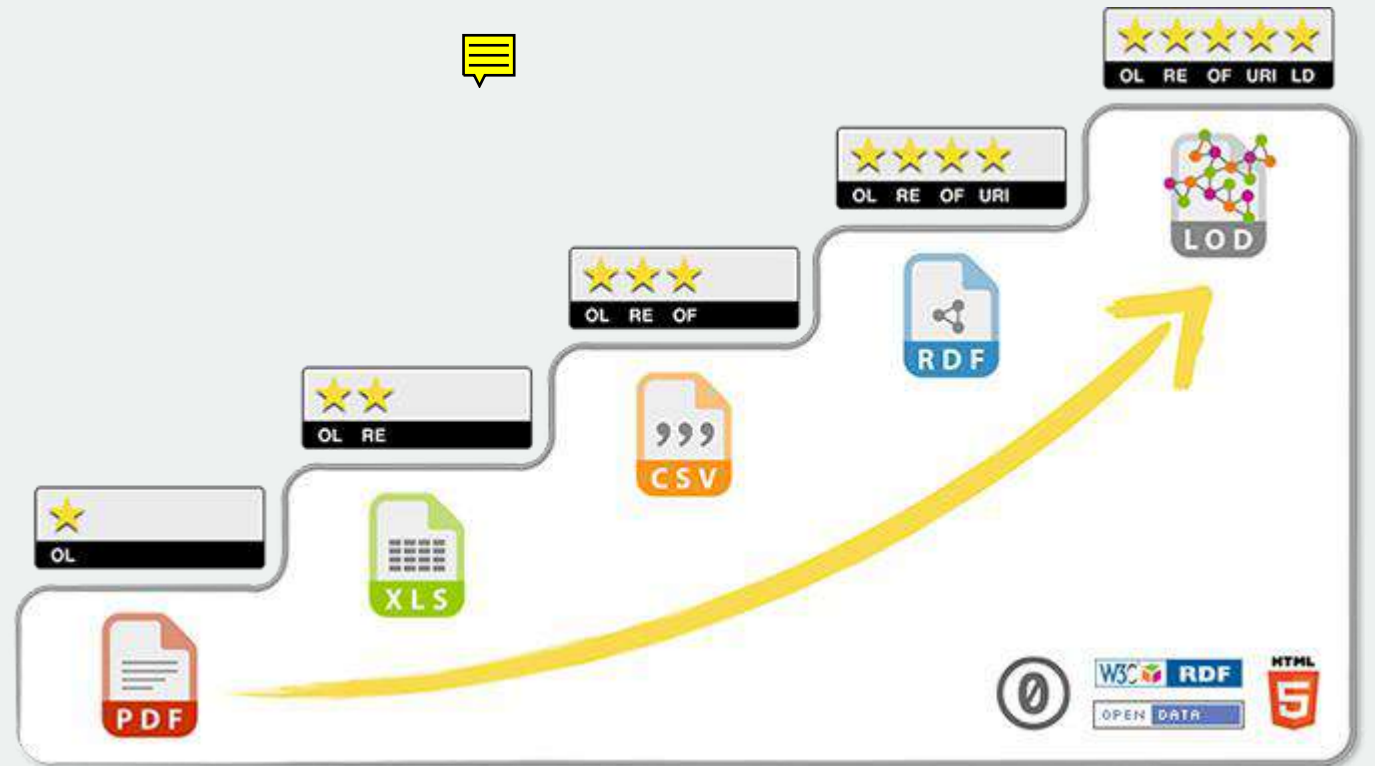 OL RE OF URI LD
OL RE OF URI
LOD
OL RE OF
RDF
OL RE
CSV
OL
XLS
PDF
W3C RDF
HTML
5
0
OPEN DATA